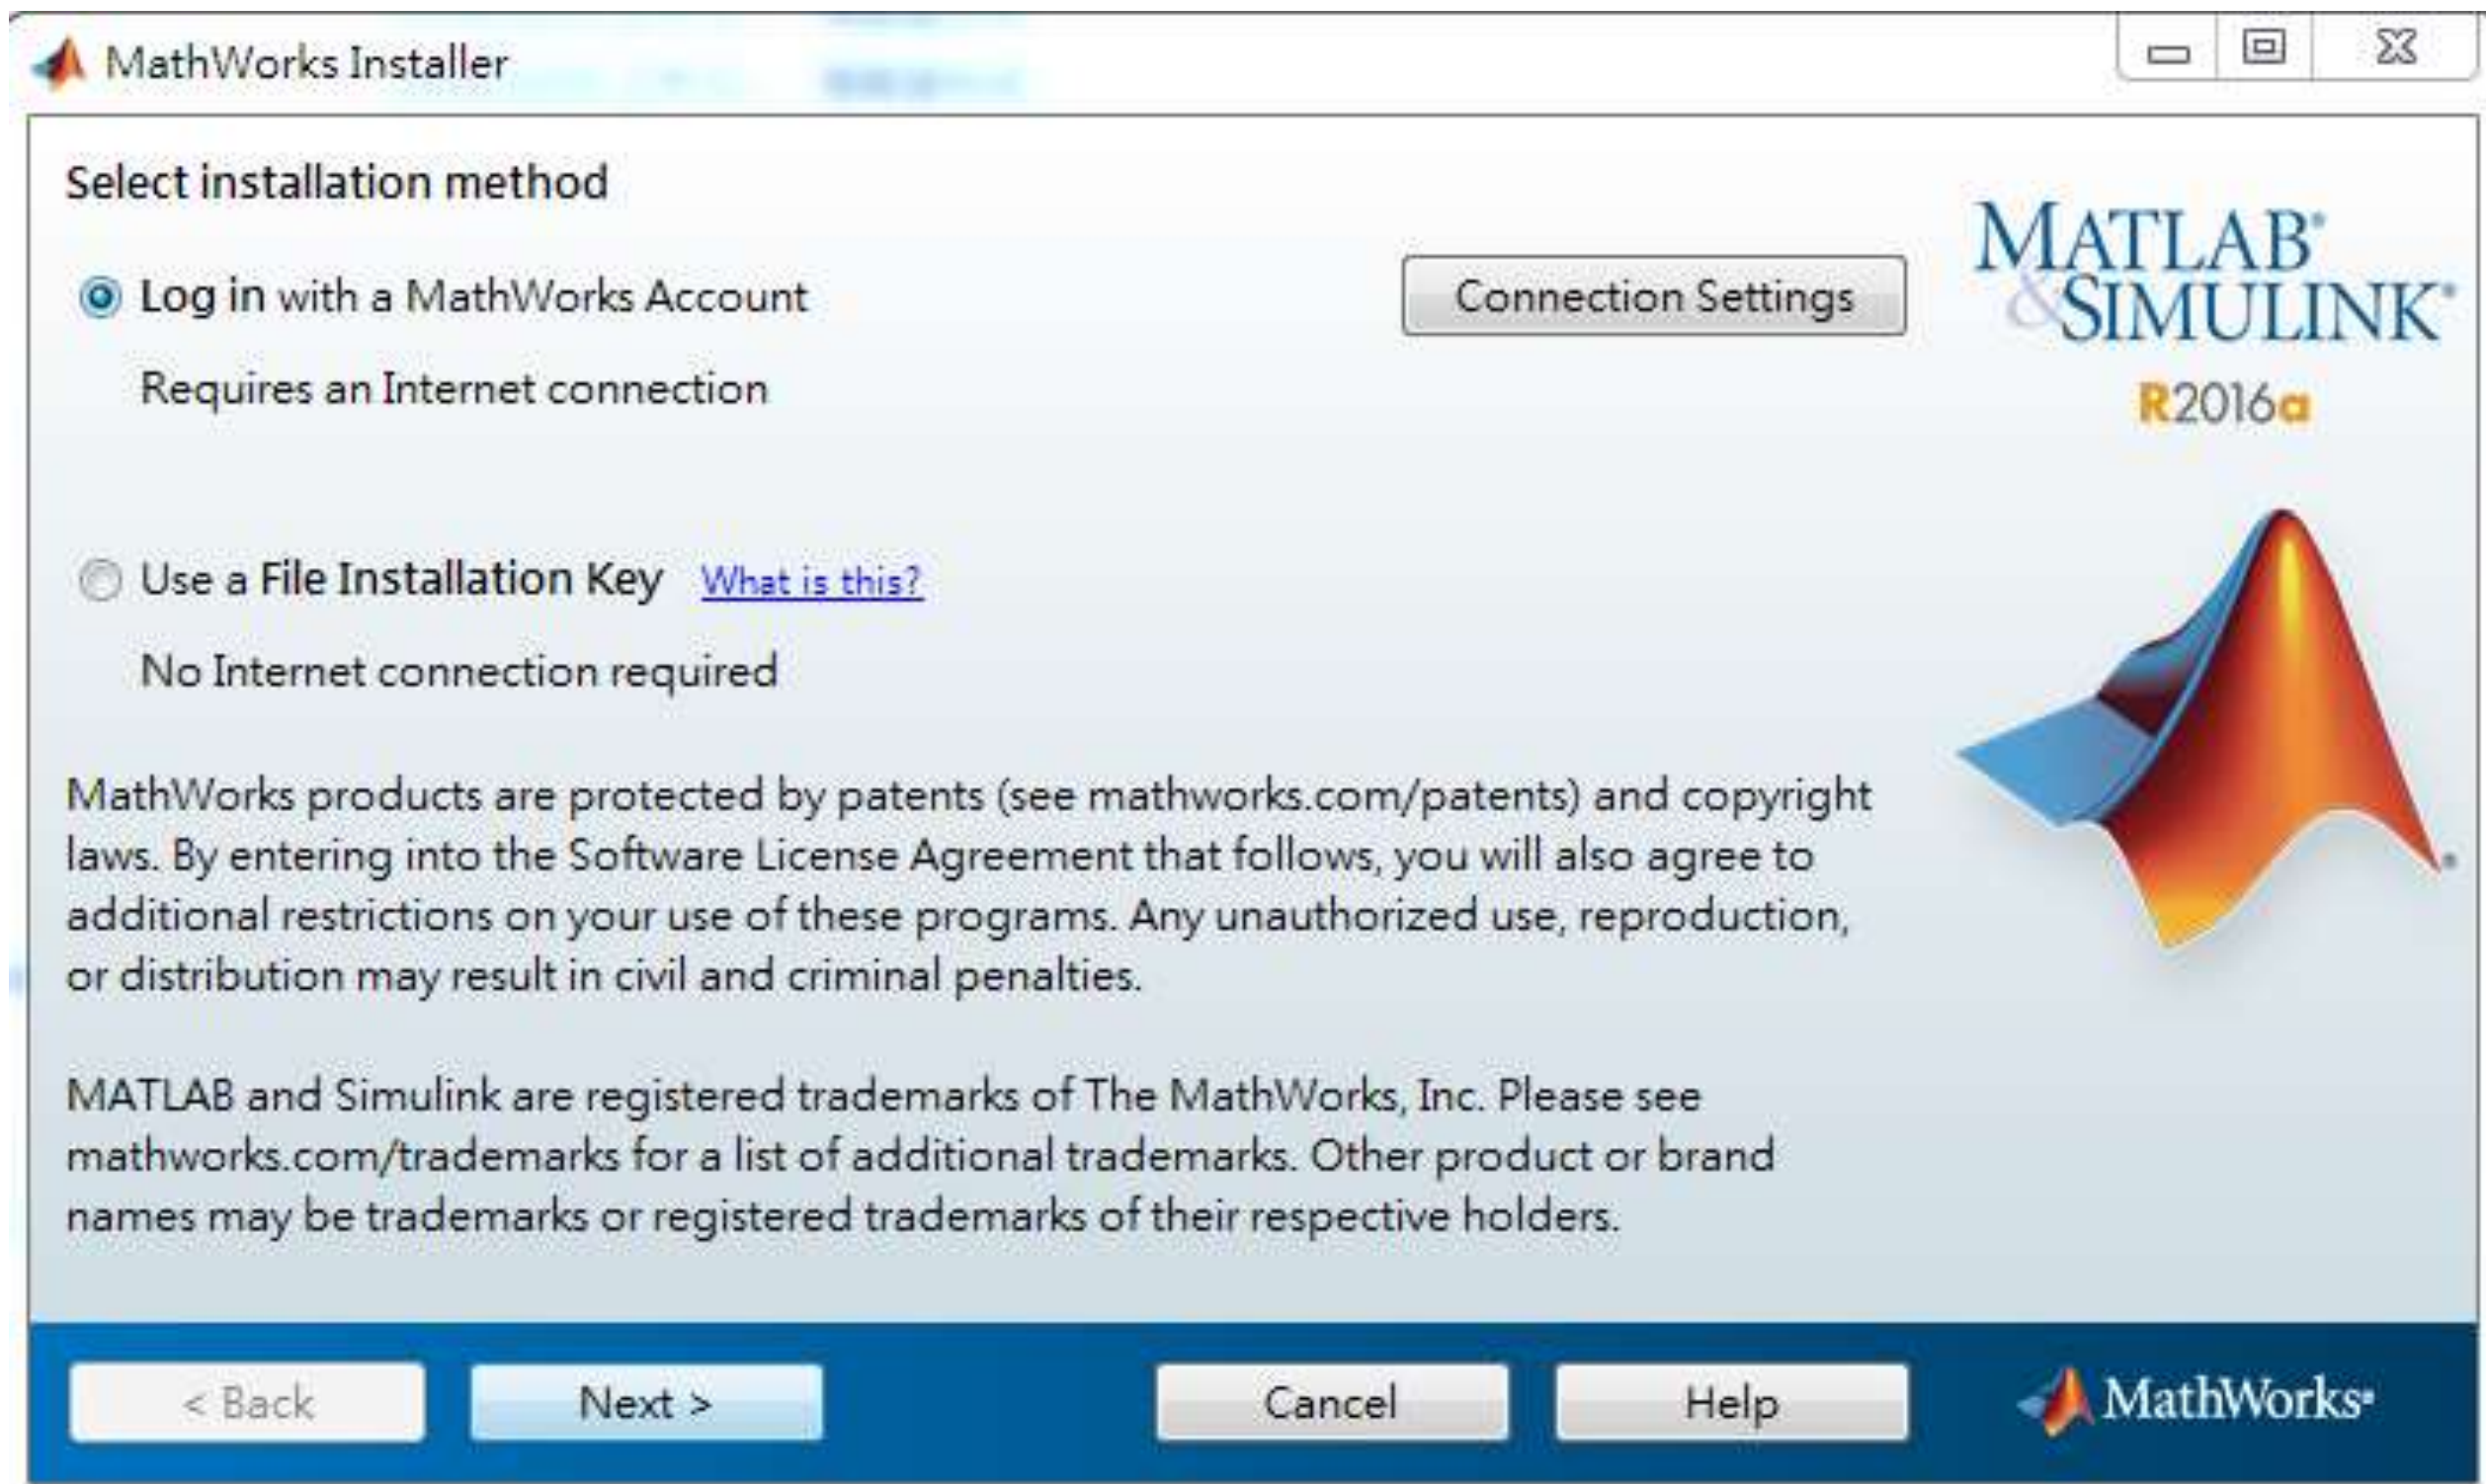 MathWorks Installer
Select installation method
Log in with a MathWorks Account
Connection Settings
Requires an Internet connection
MATLAB®
&SIMULINK®
R2016a
Use a File Installation Key What is this?
No Internet connection required
MathWorks products are protected by patents (see mathworks.com/patents) and copyright
laws. By entering into the Software License Agreement that follows, you will also agree to
additional restrictions on your use of these programs. Any unauthorized use, reproduction,
or distribution may result in civil and criminal penalties.
MATLAB and Simulink are registered trademarks of The MathWorks, Inc. Please see
mathworks.com/trademarks for a list of additional trademarks. Other product or brand
names may be trademarks or registered trademarks of their respective holders.
< Back Next > Cancel Help MathWorks®